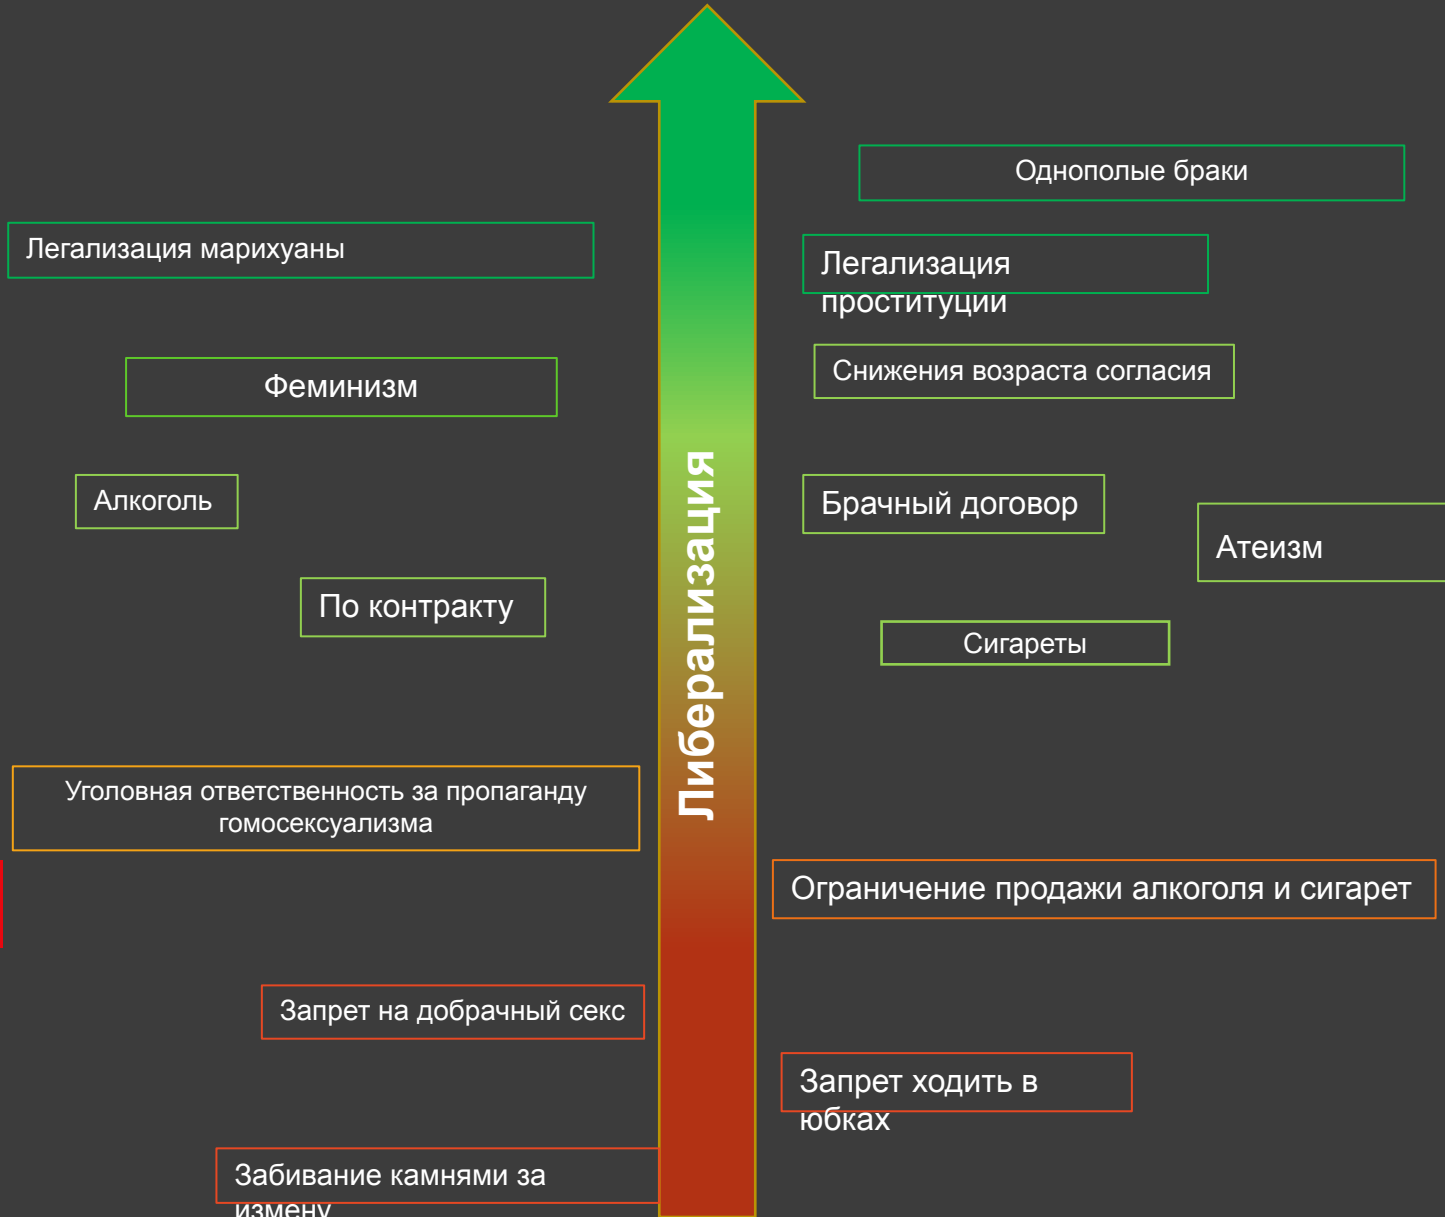 Однополые браки
Легализация марихуаны
Легализация
проституции
Снижения возраста согласия
Феминизм
Алкоголь
Брачный договор
Атеизм
По контракту
Сигареты
Либерализация
Уголовная ответственность за пропаганду
гомосексуализма
Ограничение продажи алкоголя и сигарет
Запрет на добрачный секс
Запрет ходить в
юбках
Забивание камнями за
измену